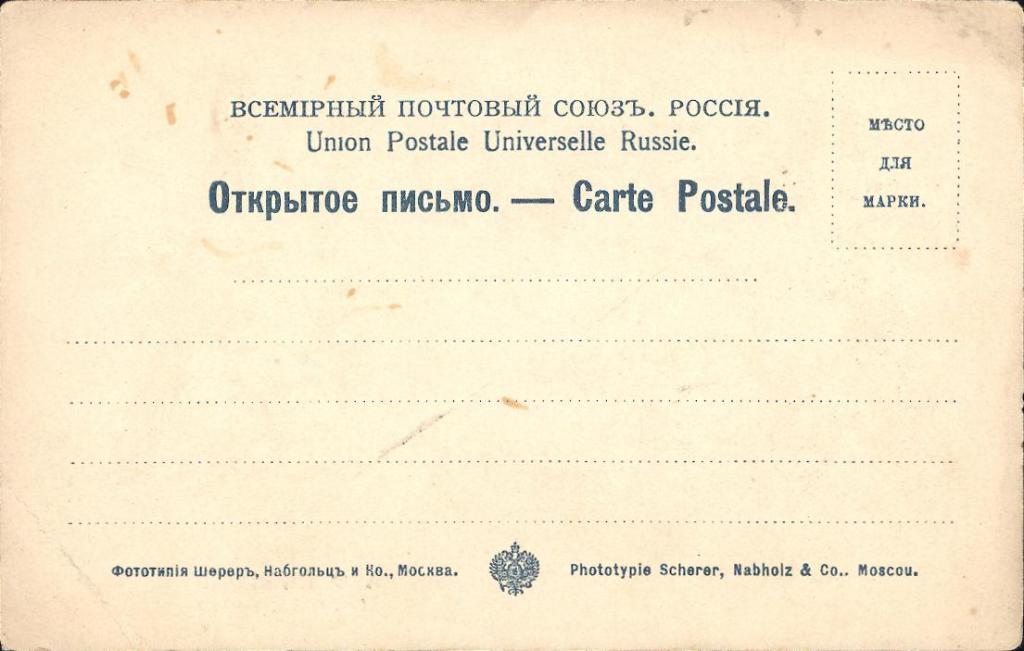 ВСЕМІРНЫЙ ПОЧТОВЫЙ СОЮЗЪ. РОССІЯ.
Union Postale Universelle Russie.
Открытое письмо. — Carte Postale.
МѢСТО
ДЛЯ
МАРКИ.
Фототипія Шереръ, Набгольцъ и Ко., Москва.
Phototypie Scherer, Nabholz & Co.. Moscou.